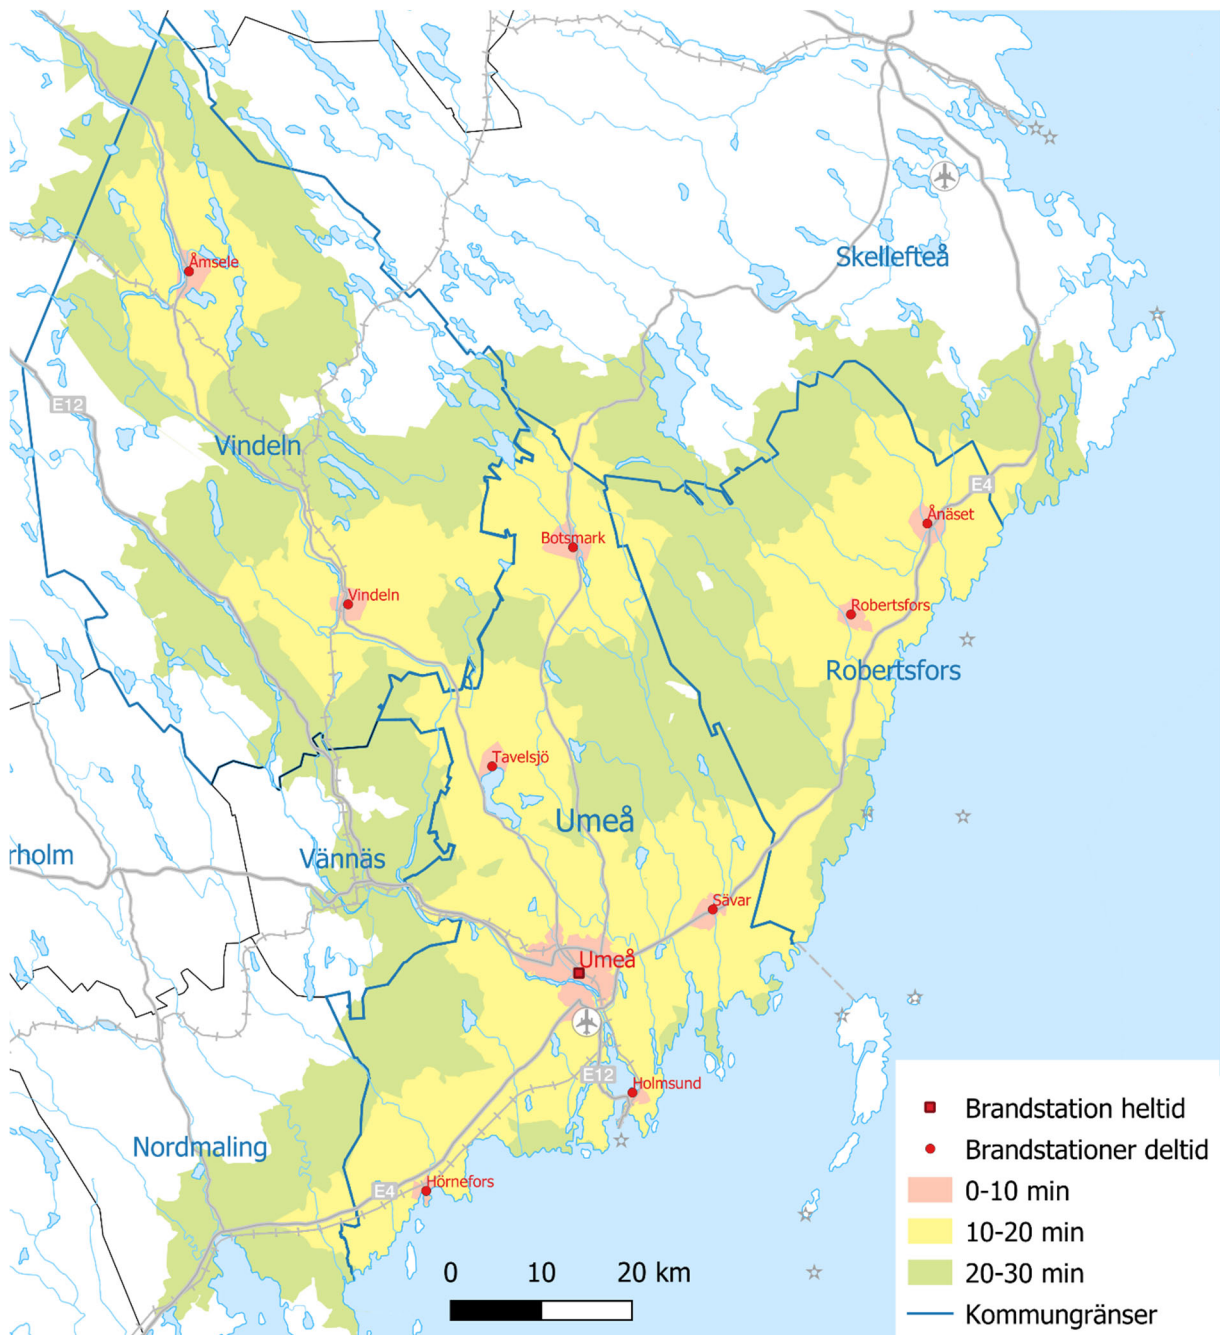 Skellefteå
Åmsele
E12
Vindeln
E4
Ånäset
Botsmark
Vindeln
Robertsfors
Robertsfors
Tavelsjö
Umeå
rholm
Vännäs
Sävar
Umeå
E12
Holmsund
Nordmaling
E4
Hörnefors
0 10 20 km
Brandstation heltid
Brandstationer deltid
0-10 min
10-20 min
20-30 min
Kommungränser